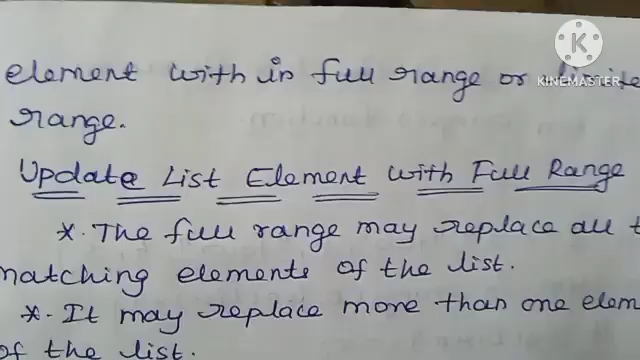 element with in full range or
KINEMASTER
range.
Update List Element with Full Range
*. The full range may replace all t
matching elements of the list.
*. It may replace more than one elem
of the list.